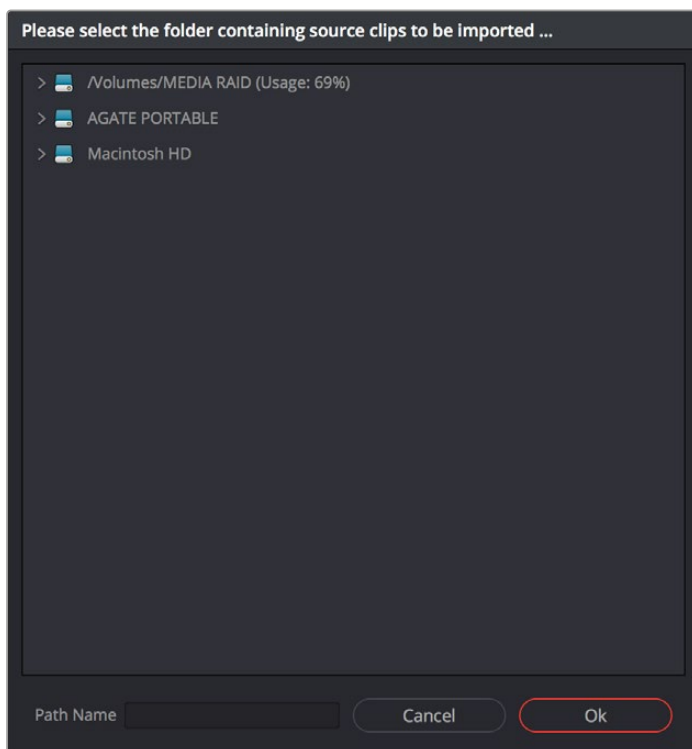 Please select the folder containing source clips to be imported ...
/Volumes/MEDIA RAID (Usage: 69%)
AGATE PORTABLE
Macintosh HD
Path Name
Cancel
Ok